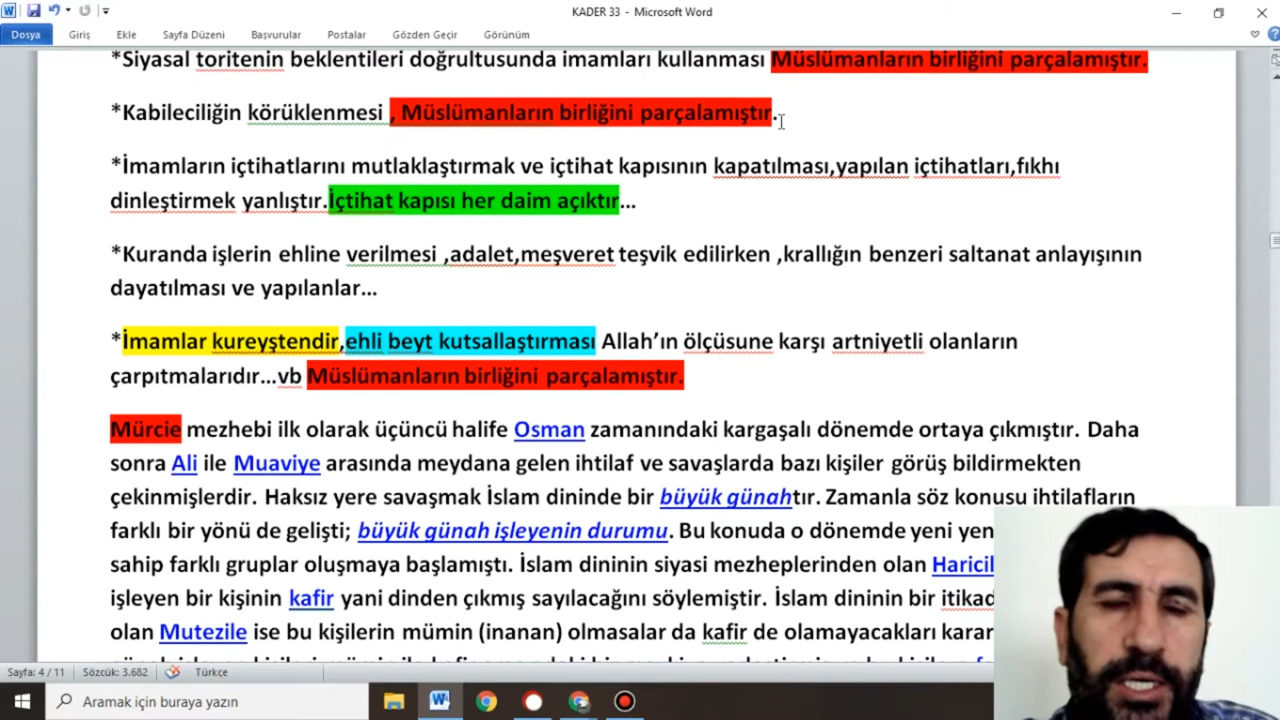 KADER 33 - Microsoft Word
Dosya Giriş Ekle Sayfa Düzeni Başvurular Postalar Gözden Geçir Görünüm
*Siyasal toritenin beklentileri doğrultusunda imamları kullanması Müslümanların birliğini parçalamıştır.
*Kabileciliğin körüklenmesi , Müslümanların birliğini parçalamıştır.
*İmamların içtihatlarını mutlaklaştırmak ve içtihat kapısının kapatılması,yapılan içtihatları,fıkhı
dinleştirmek yanlıştır.İçtihat kapısı her daim açıktır...
*Kuranda işlerin ehline verilmesi ,adalet,meşveret teşvik edilirken ,krallığın benzeri saltanat anlayışının
dayatılması ve yapılanlar...
*İmamlar kureyştendir,ehli beyt kutsallaştırması Allah’ın ölçüsune karşı artniyetli olanların
çarpıtmalarıdır...vb Müslümanların birliğini parçalamıştır.
Mürcie mezhebi ilk olarak üçüncü halife Osman zamanındaki kargaşalı dönemde ortaya çıkmıştır. Daha
sonra Ali ile Muaviye arasında meydana gelen ihtilaf ve savaşlarda bazı kişiler görüş bildirmekten
çekinmişlerdir. Haksız yere savaşmak İslam dininde bir büyük günahtır. Zamanla söz konusu ihtilafların
farklı bir yönü de gelişti; büyük günah işleyenin durumu. Bu konuda o dönemde yeni
sahip farklı gruplar oluşmaya başlamıştı. İslam dininin siyasi mezheplerinden olan
işleyen bir kişinin kafir yani dinden çıkmış sayılacağını söylemiştir. İslam dininin bir
olan Mutezile ise bu kişilerin mümin (inanan) olmasalar da kafir de olamayacakları
Sayfa: 4 / 11 Sözcük: 3.682 Türkçe
Aramak için buraya yazın